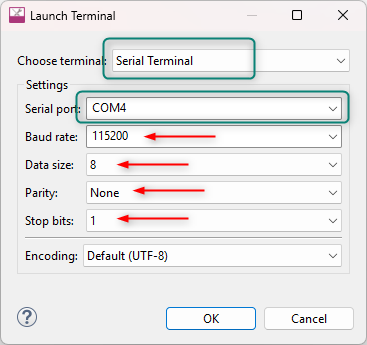 Launch Terminal
Choose terminal: Serial Terminal
Settings
Serial port: COM4
Baud rate: 115200
Data size: 8
Parity: None
Stop bits: 1
Encoding: Default (UTF-8)
? OK Cancel